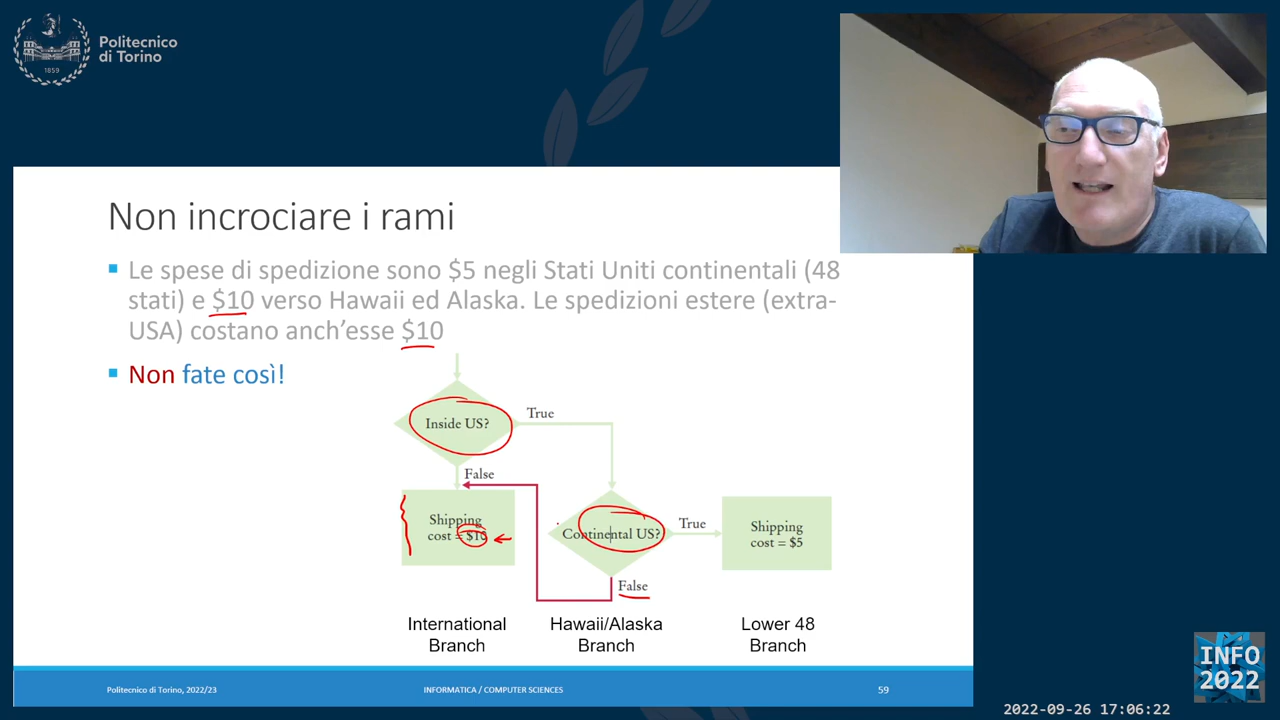 Politecnico
di Torino
1859
Non incrociare i rami
Le spese di spedizione sono $5 negli Stati Uniti continentali (48
stati) e $10 verso Hawaii ed Alaska. Le spedizioni estere (extra-
USA) costano anch'esse $10
Non fate così!
Inside US?
True
False
Shipping
cost = $10
Continental US?
True
Shipping
cost = $5
False
International
Branch
Hawaii/Alaska
Branch
Lower 48
Branch
Politecnico di Torino, 2022/23
INFORMATICA / COMPUTER SCIENCES
59
INFO
2022
2022-09-26 17:06:22